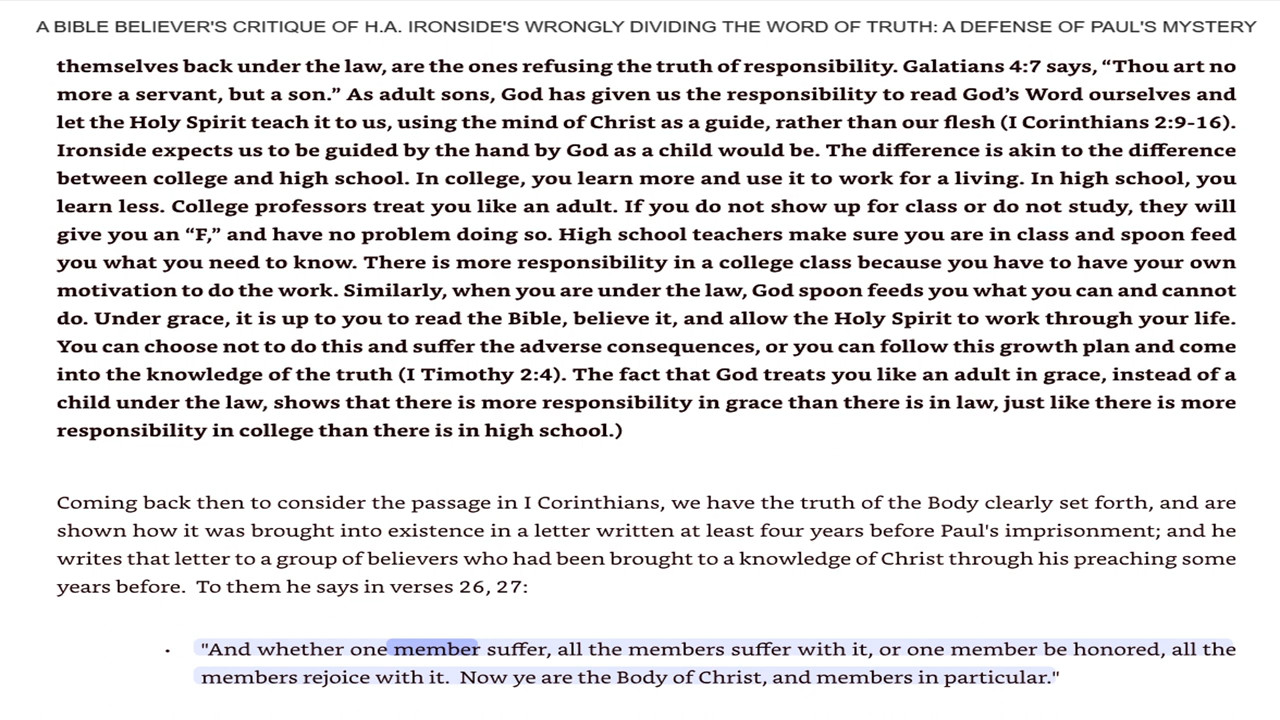 A BIBLE BELIEVER'S CRITIQUE OF H.A. IRONSIDE'S WRONGLY DIVIDING THE WORD OF TRUTH: A DEFENSE OF PAUL'S MYSTERY
themselves back under the law, are the ones refusing the truth of responsibility. Galatians 4:7 says, “Thou art no
more a servant, but a son.” As adult sons, God has given us the responsibility to read God’s Word ourselves and
let the Holy Spirit teach it to us, using the mind of Christ as a guide, rather than our flesh (I Corinthians 2:9-16).
Ironside expects us to be guided by the hand by God as a child would be. The difference is akin to the difference
between college and high school. In college, you learn more and use it to work for a living. In high school, you
learn less. College professors treat you like an adult. If you do not show up for class or do not study, they will
give you an “F,” and have no problem doing so. High school teachers make sure you are in class and spoon feed
you what you need to know. There is more responsibility in a college class because you have to have your own
motivation to do the work. Similarly, when you are under the law, God spoon feeds you what you can and cannot
do. Under grace, it is up to you to read the Bible, believe it, and allow the Holy Spirit to work through your life.
You can choose not to do this and suffer the adverse consequences, or you can follow this growth plan and come
into the knowledge of the truth (I Timothy 2:4). The fact that God treats you like an adult in grace, instead of a
child under the law, shows that there is more responsibility in grace than there is in law, just like there is more
responsibility in college than there is in high school.)
Coming back then to consider the passage in I Corinthians, we have the truth of the Body clearly set forth, and are
shown how it was brought into existence in a letter written at least four years before Paul's imprisonment; and he
writes that letter to a group of believers who had been brought to a knowledge of Christ through his preaching some
years before. To them he says in verses 26, 27:
· "And whether one member suffer, all the members suffer with it, or one member be honored, all the
members rejoice with it. Now ye are the Body of Christ, and members in particular."